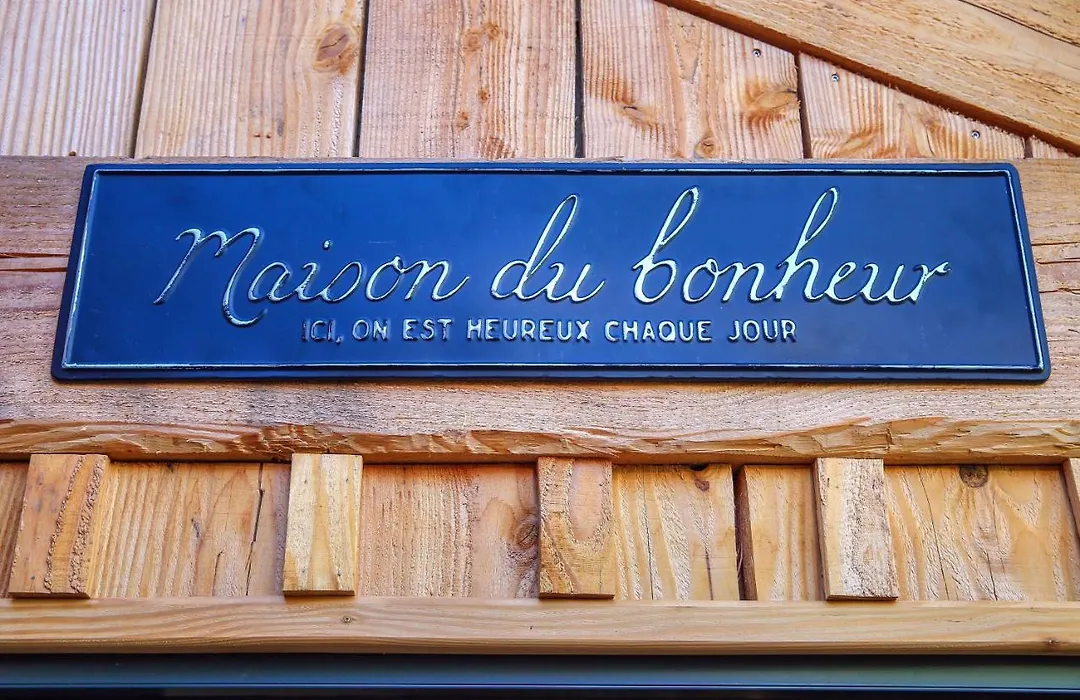 Maison du bonheur
ICI, ON EST HEUREUX CHAQUE JOUR